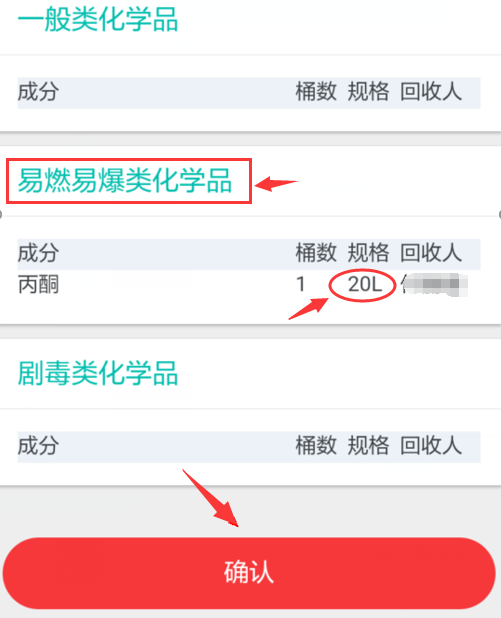 一般类化学品
成分 桶数 规格 回收人
易燃易爆类化学品
成分 桶数 规格 回收人
丙酮 1 20L
剧毒类化学品
成分 桶数 规格 回收人
确认